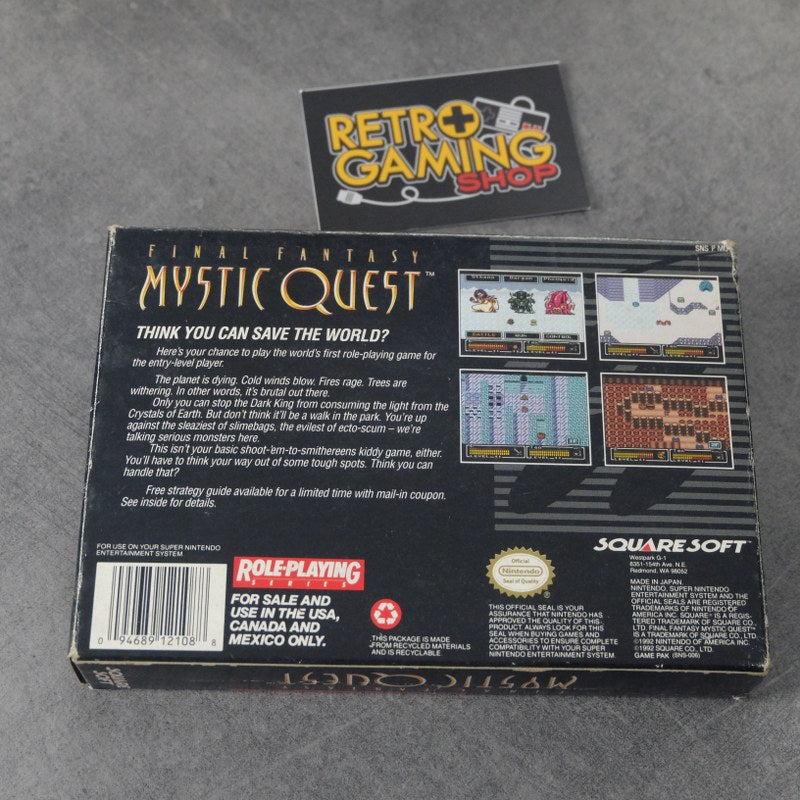 RETRO
GAMING
SHOP
SNS P MQ
FINAL FANTASY
MYSTIC QUEST™
THINK YOU CAN SAVE THE WORLD?
Here's your chance to play the world's first role-playing game for
the entry-level player.
The planet is dying. Cold winds blow. Fires rage. Trees are
withering. In other words, it's brutal out there.
Only you can stop the Dark King from consuming the light from the
Crystals of Earth. But don't think it'll be a walk in the park. You're up
against the sleaziest of slimebags, the evilest of ecto-scum – we're
talking serious monsters here.
This isn't your basic shoot-'em-to-smithereens kiddy game, either.
You'll have to think your way out of some tough spots. Think you can
handle that?
Free strategy guide available for a limited time with mail-in coupon.
See inside for details.
BATTLE
CONTROL
FOR USE ON YOUR SUPER NINTENDO
ENTERTAINMENT SYSTEM
0 94689 12108 8
ROLE-PLAYING
SERIES
FOR SALE AND
USE IN THE USA,
CANADA AND
MEXICO ONLY.
THIS PACKAGE IS MADE
FROM RECYCLED MATERIALS
AND IS RECYCLABLE.
Official
Nintendo
Seal of Quality
®
THIS OFFICIAL SEAL IS YOUR
ASSURANCE THAT NINTENDO HAS
APPROVED THE QUALITY OF THIS
PRODUCT. ALWAYS LOOK FOR THIS
SEAL WHEN BUYING GAMES AND
ACCESSORIES TO ENSURE COMPLETE
COMPATIBILITY WITH YOUR SUPER
NINTENDO ENTERTAINMENT SYSTEM.
SQUARESOFT™
Westpark G-1
8351-154th Ave. N.E.
Redmond, WA 98052
MADE IN JAPAN.
NINTENDO, SUPER NINTENDO
ENTERTAINMENT SYSTEM AND THE
OFFICIAL SEALS ARE REGISTERED
TRADEMARKS OF NINTENDO OF
AMERICA INC. SQUARE® IS A REGIS-
TERED TRADEMARK OF SQUARE CO.,
LTD. FINAL FANTASY MYSTIC QUEST™
IS A TRADEMARK OF SQUARE CO., LTD.
©1992 NINTENDO OF AMERICA INC.
©1992 SQUARE CO., LTD.
GAME PAK (SNS-006)
MYSTIC QUEST